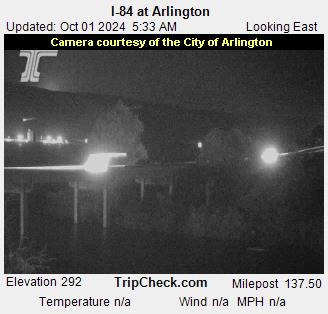 I-84 at Arlington
Updated: Oct 01 2024 5:33 AM Looking East
Camera courtesy of the City of Arlington
Elevation 292 TripCheck.com Milepost 137.50
Temperature n/a Wind n/a MPH n/a